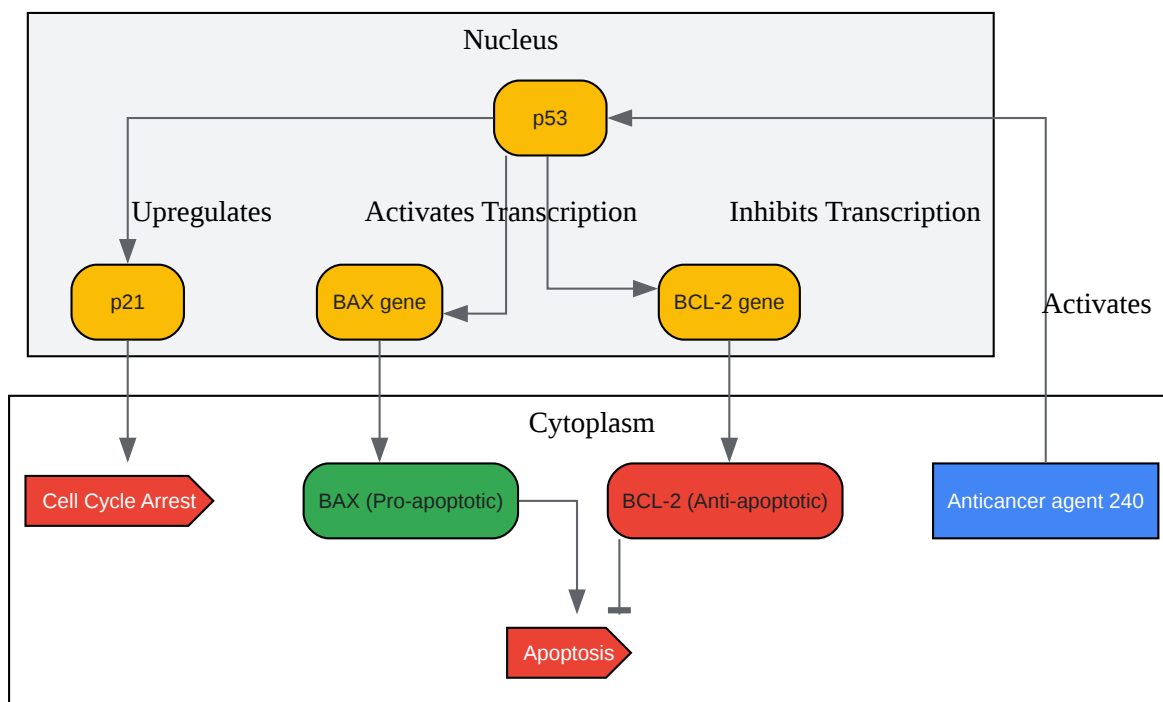 Nucleus
p53
Upregulates
Activates Transcription
Inhibits Transcription
p21
BAX gene
BCL-2 gene
Activates
Cytoplasm
Cell Cycle Arrest
BAX (Pro-apoptotic)
BCL-2 (Anti-apoptotic)
Anticancer agent 240
Apoptosis